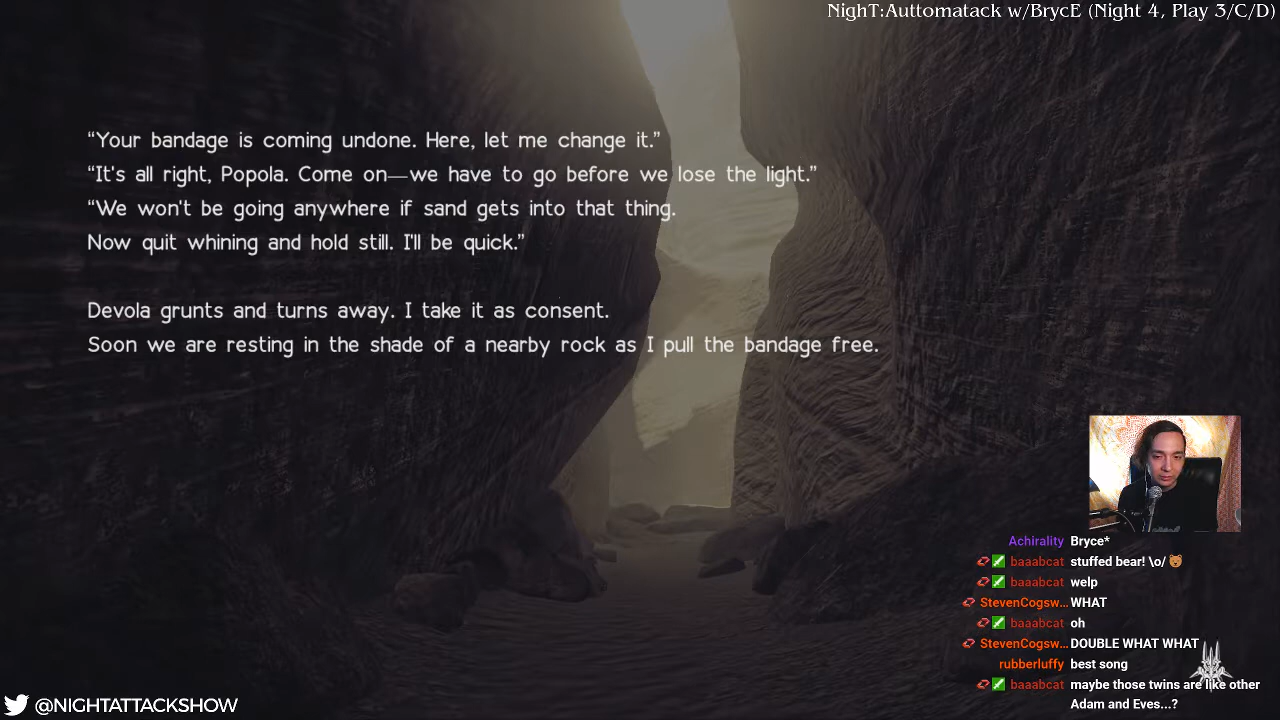 NighT:Auttomatack w/BrycE (Night 4, Play 3/C/D)
“Your bandage is coming undone. Here, let me change it.”
“It's all right, Popola. Come on—we have to go before we lose the light.”
“We won't be going anywhere if sand gets into that thing.
Now quit whining and hold still. I'll be quick.”
Devola grunts and turns away. I take it as consent.
Soon we are resting in the shade of a nearby rock as I pull the bandage free.
Achirality Bryce*
baaabcat stuffed bear! \o/ 🐻
baaabcat welp
StevenCogsw... WHAT
baaabcat oh
StevenCogsw... DOUBLE WHAT WHAT
rubberluffy best song
baaabcat maybe those twins are like other
Adam and Eves...?
@NIGHTATTACKSHOW